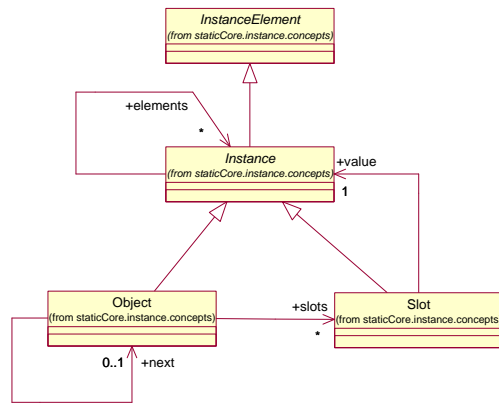 InstanceElement
(from staticCore.instance.concepts)
+elements
*
Instance
(from staticCore.instance.concepts)
+value
1
Object
(from staticCore.instance.concepts)
+slots
*
Slot
(from staticCore.instance.concepts)
0..1
+next